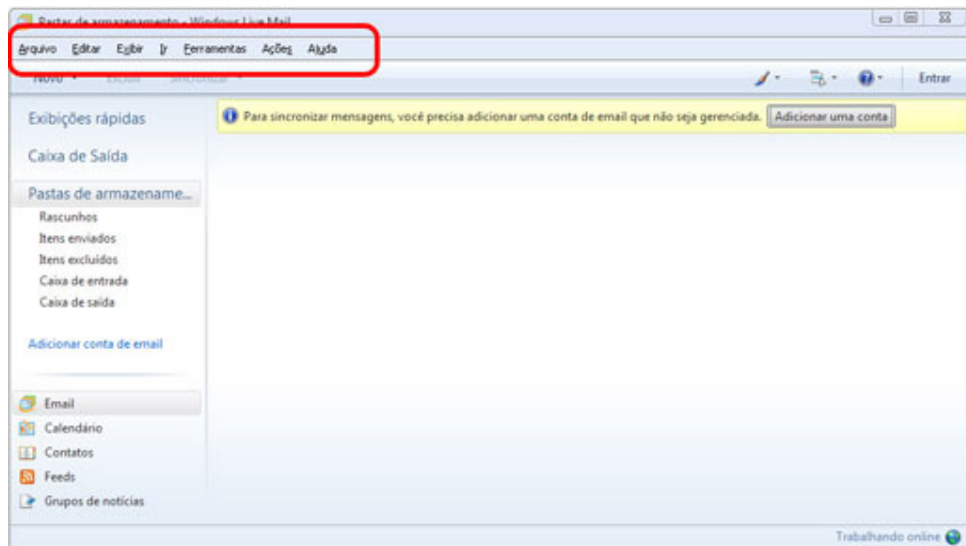 Pastas de armazenamento - Windows Live Mail
Arquivo Editar Exibir Ir Ferramentas Ações Ajuda
Novo Excluir Sincronizar Entrar
Exibições rápidas
Para sincronizar mensagens, você precisa adicionar uma conta de email que não seja gerenciada. Adicionar uma conta
Caixa de Saída
Pastas de armazename...
Rascunhos
Itens enviados
Itens excluídos
Caixa de entrada
Caixa de saída
Adicionar conta de email
Email
Calendário
Contatos
Feeds
Grupos de notícias
Trabalhando online